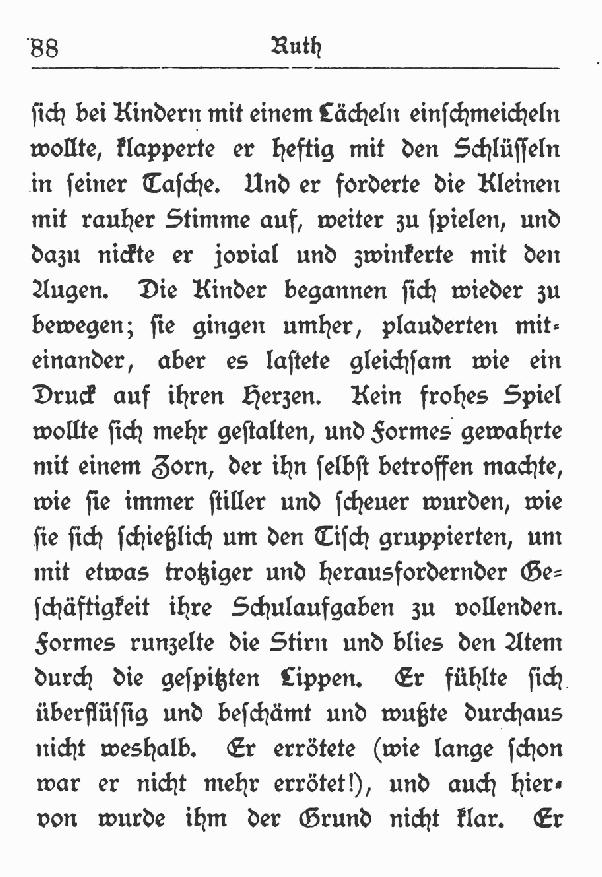 88 Ruth
sich bei Kindern mit einem Lächeln einschmeicheln
wollte, klapperte er heftig mit den Schlüsseln
in seiner Tasche. Und er forderte die Kleinen
mit rauher Stimme auf, weiter zu spielen, und
dazu nickte er jovial und zwinkerte mit den
Augen. Die Kinder begannen sich wieder zu
bewegen; sie gingen umher, plauderten mit-
einander, aber es lastete gleichsam wie ein
Druck auf ihren Herzen. Kein frohes Spiel
wollte sich mehr gestalten, und Formes gewahrte
mit einem Zorn, der ihn selbst betroffen machte,
wie sie immer stiller und scheuer wurden, wie
sie sich schießlich um den Tisch gruppierten, um
mit etwas trotziger und herausfordernder Ge-
schäftigkeit ihre Schulaufgaben zu vollenden.
Formes runzelte die Stirn und blies den Atem
durch die gespitzten Lippen. Er fühlte sich
überflüssig und beschämt und wußte durchaus
nicht weshalb. Er errötete (wie lange schon
war er nicht mehr errötet!), und auch hier-
von wurde ihm der Grund nicht klar. Er